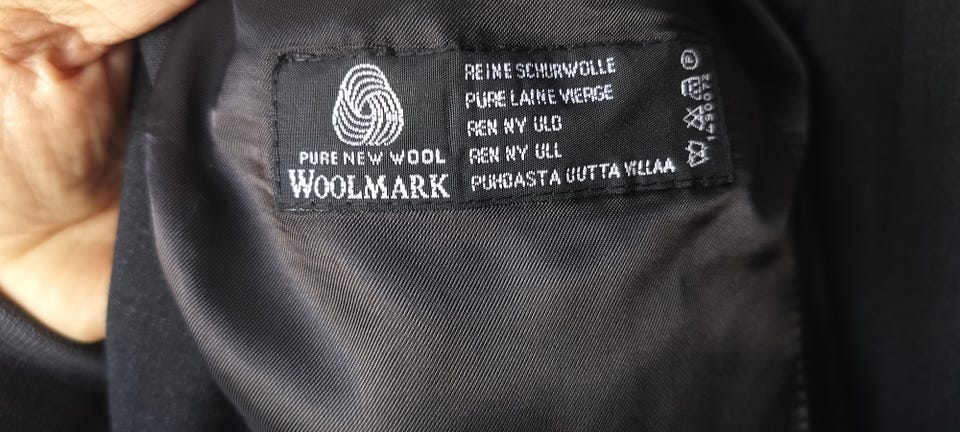 PURE NEW WOOL
WOOLMARK
REINE SCHURWOLLE
PURE LAINE VIERGE
REN NY ULD
REN NY ULL
PUHDASTA UUTTA VILLAA